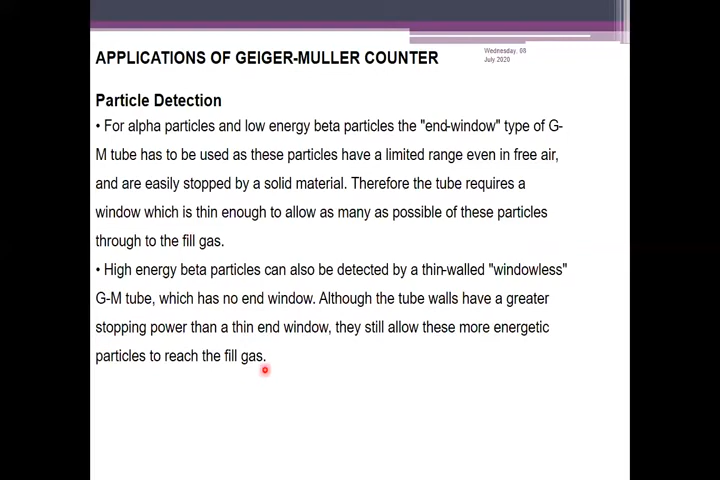 Wednesday, 08
July 2020
APPLICATIONS OF GEIGER-MULLER COUNTER
Particle Detection
• For alpha particles and low energy beta particles the "end-window" type of G-
M tube has to be used as these particles have a limited range even in free air,
and are easily stopped by a solid material. Therefore the tube requires a
window which is thin enough to allow as many as possible of these particles
through to the fill gas.
• High energy beta particles can also be detected by a thin-walled "windowless"
G-M tube, which has no end window. Although the tube walls have a greater
stopping power than a thin end window, they still allow these more energetic
particles to reach the fill gas.